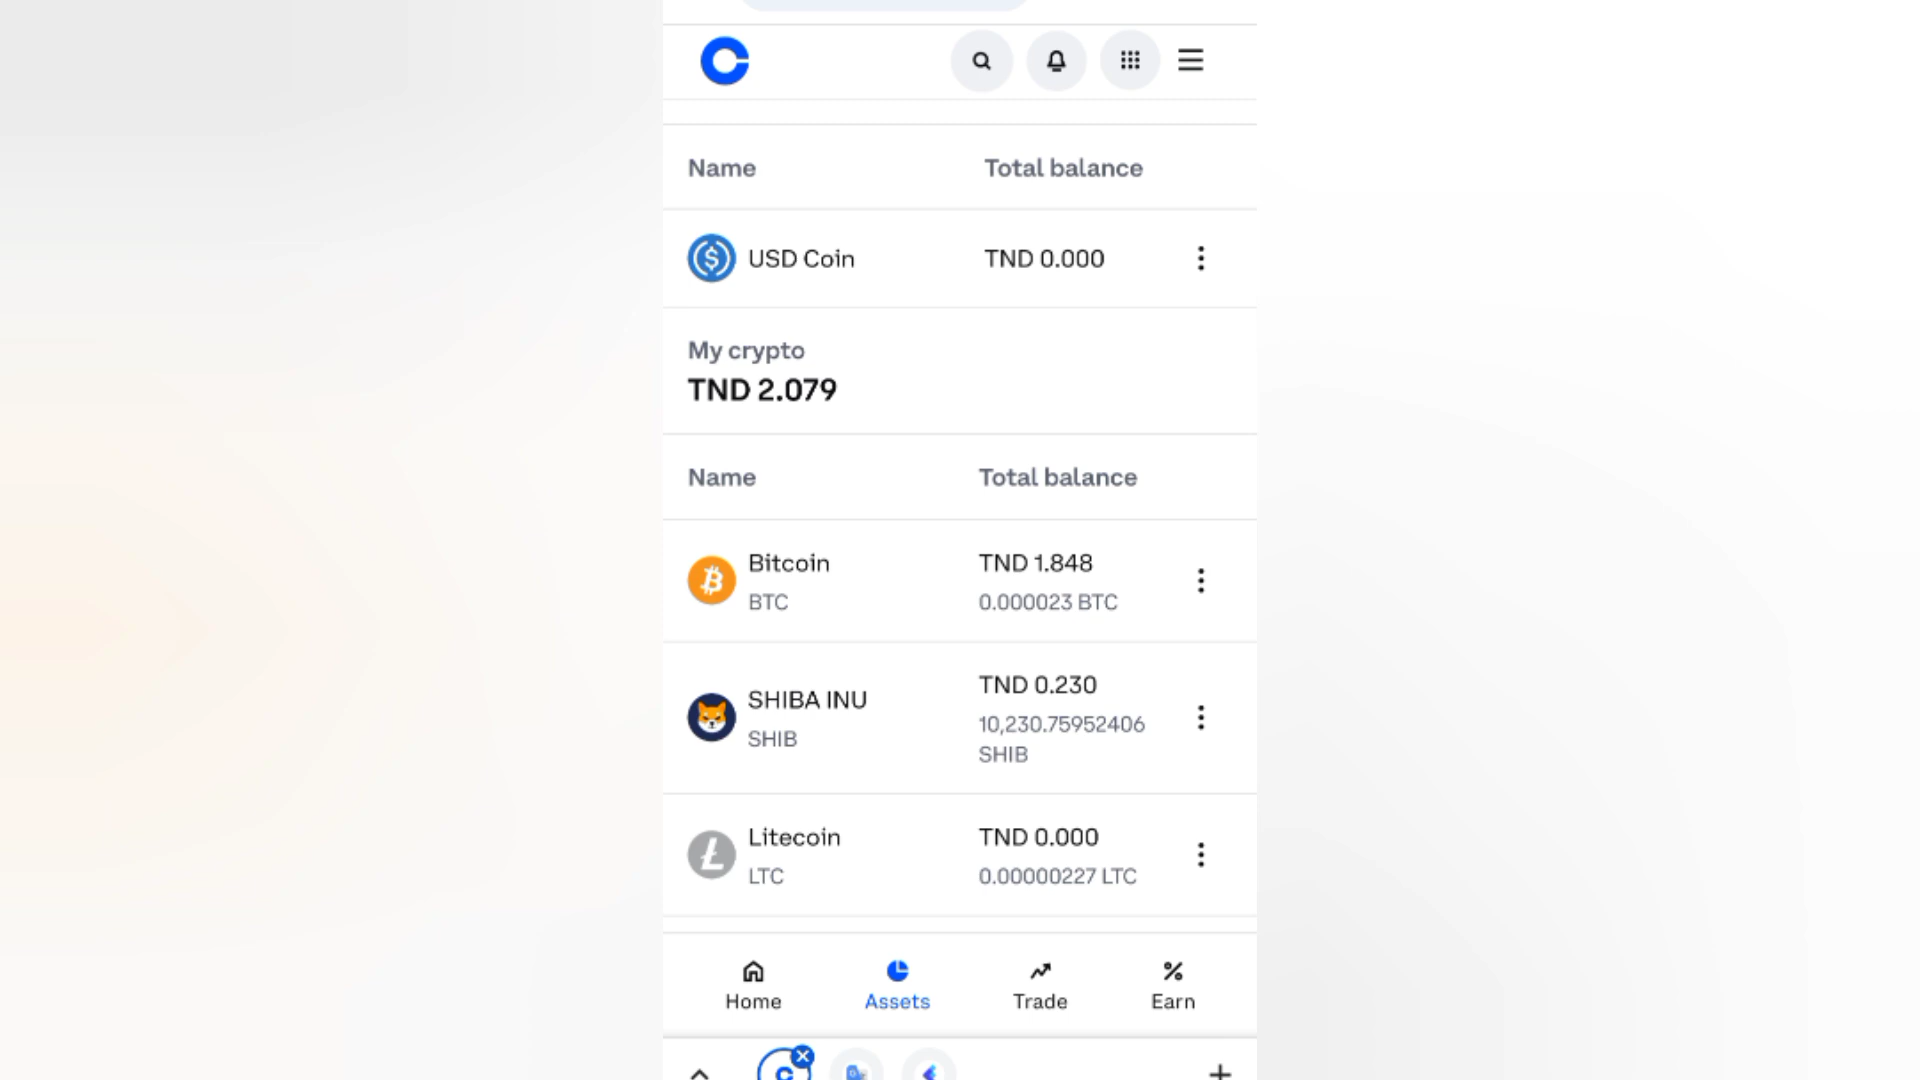 Name Total balance
USD Coin TND 0.000
My crypto
TND 2.079
Name Total balance
Bitcoin TND 1.848
BTC 0.000023 BTC
SHIBA INU TND 0.230
SHIB 10,230.75952406
SHIB
Litecoin TND 0.000
LTC 0.00000227 LTC
Home Assets Trade Earn